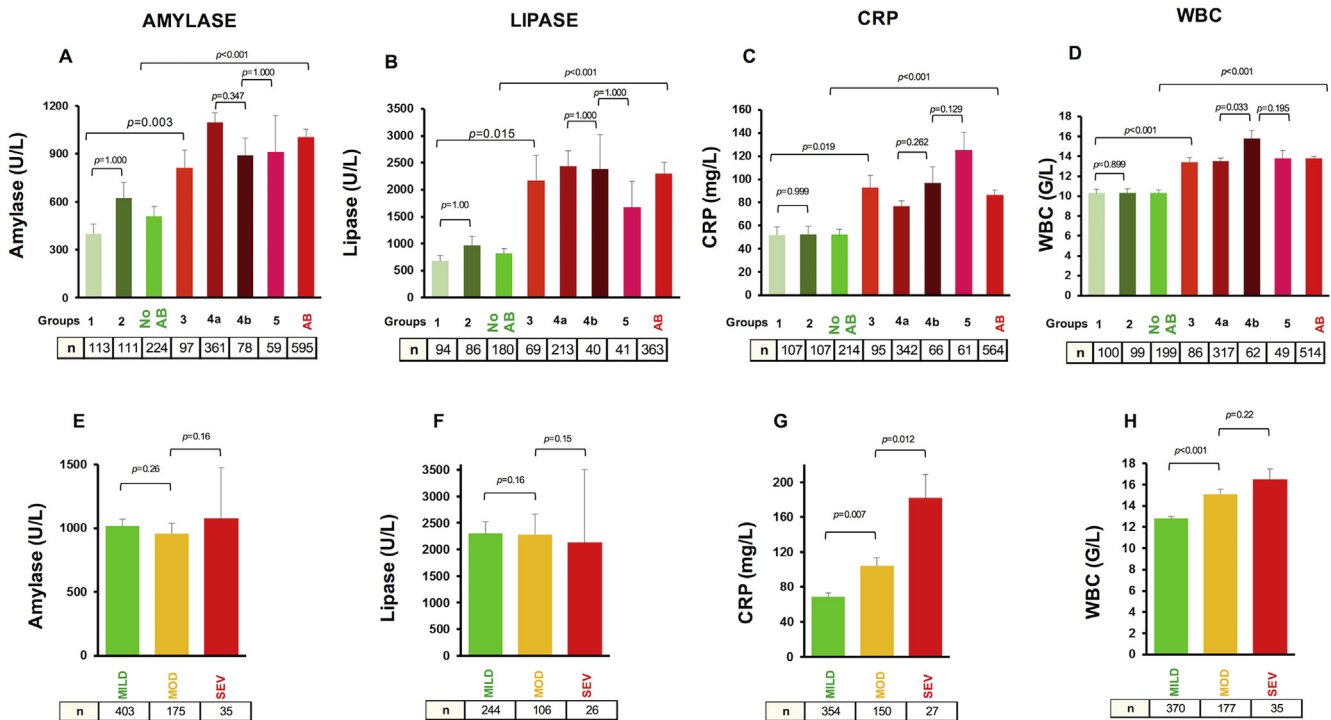 AMYLASE
LIPASE
CRP
WBC
A
p<0.001
p=1.000
p=0.347
p=0.003
p=1.000
Amylase (U/L)
1200
900
600
300
0
Groups 1 2 No AB 3 4a 4b 5 AB
n 113 111 224 97 361 78 59 595
B
p<0.001
p=1.000
p=1.000
p=0.015
p=1.00
Lipase (U/L)
3500
3000
2500
2000
1500
1000
500
0
Groups 1 2 No AB 3 4a 4b 5 AB
n 94 86 180 69 213 40 41 363
C
p<0.001
p=0.129
p=0.262
p=0.019
p=0.999
CRP (mg/L)
160
140
120
100
80
60
40
20
0
Groups 1 2 No AB 3 4a 4b 5 AB
n 107 107 214 95 342 66 61 564
D
p<0.001
p=0.033
p=0.195
p<0.001
p=0.899
WBC (G/L)
18
16
14
12
10
8
6
4
2
0
Groups 1 2 No AB 3 4a 4b 5 AB
n 100 99 199 86 317 62 49 514
E
p=0.16
p=0.26
Amylase (U/L)
1500
1000
500
0
MILD MOD SEV
n 403 175 35
F
p=0.15
p=0.16
Lipase (U/L)
3500
3000
2500
2000
1500
1000
500
0
MILD MOD SEV
n 244 106 26
G
p=0.012
p=0.007
CRP (mg/L)
200
160
120
80
40
0
MILD MOD SEV
n 354 150 27
H
p=0.22
p<0.001
WBC (G/L)
18
16
14
12
10
8
6
4
2
0
MILD MOD SEV
n 370 177 35